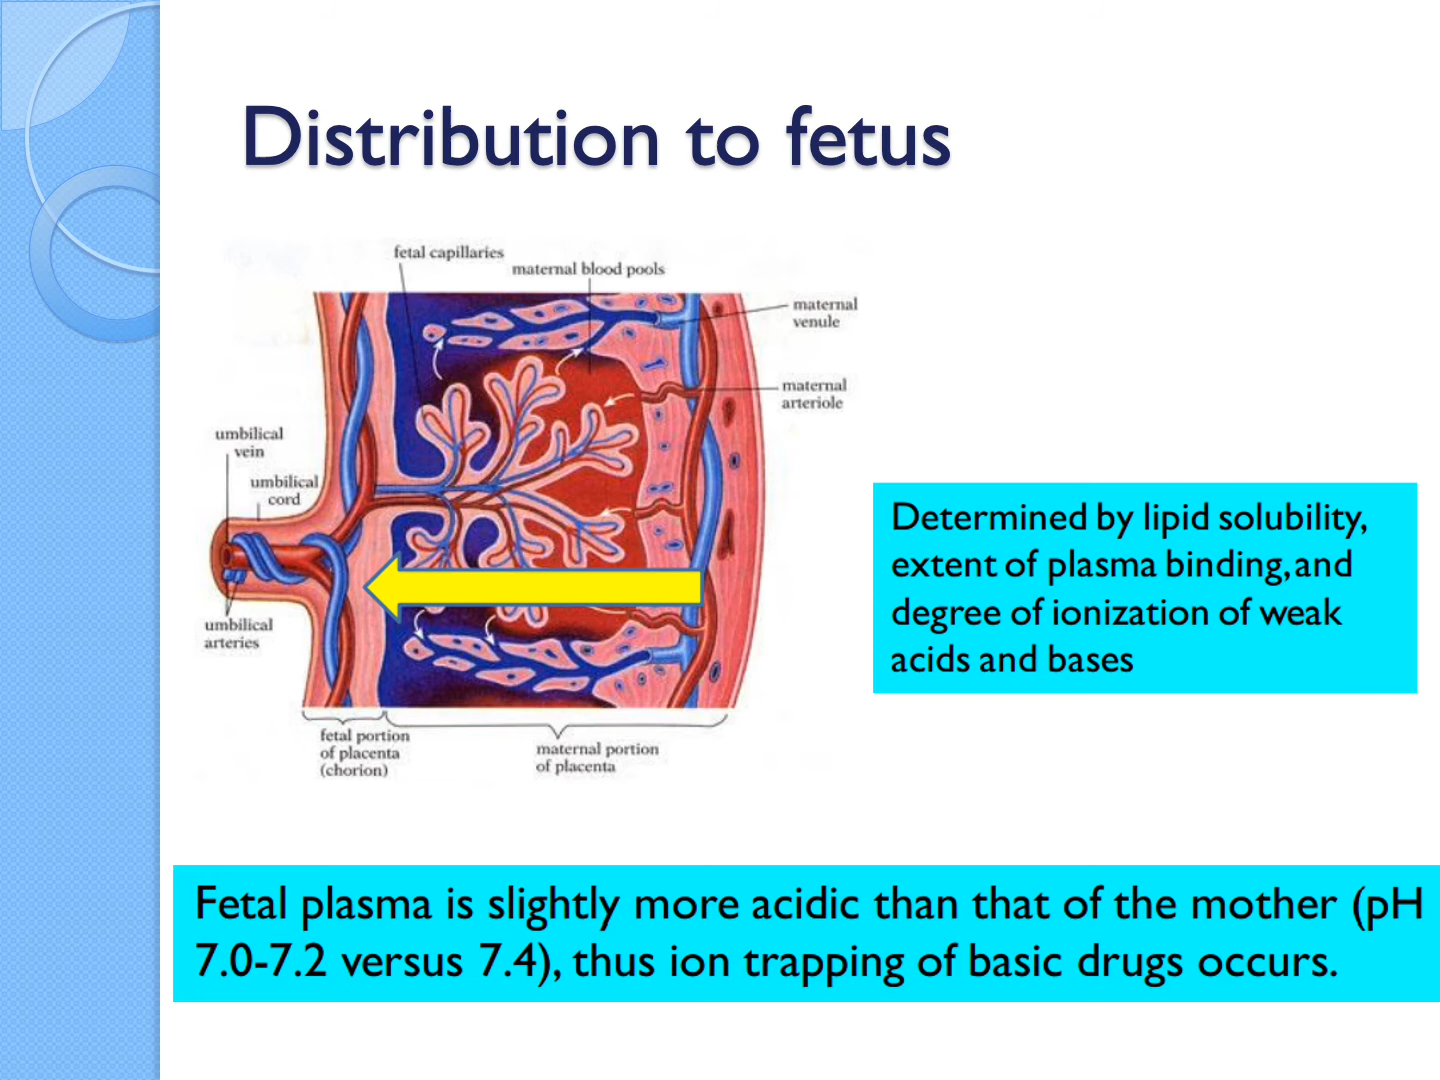 Distribution to fetus
fetal capillaries
maternal blood pools
maternal
venule
maternal
arteriole
umbilical
vein
umbilical
cord
umbilical
arteries
fetal portion
of placenta
(chorion)
maternal portion
of placenta
Determined by lipid solubility,
extent of plasma binding, and
degree of ionization of weak
acids and bases
Fetal plasma is slightly more acidic than that of the mother (pH
7.0-7.2 versus 7.4), thus ion trapping of basic drugs occurs.